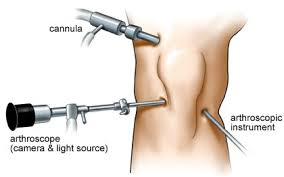 cannula
arthroscope
(camera & light source)
arthroscopic
instrument